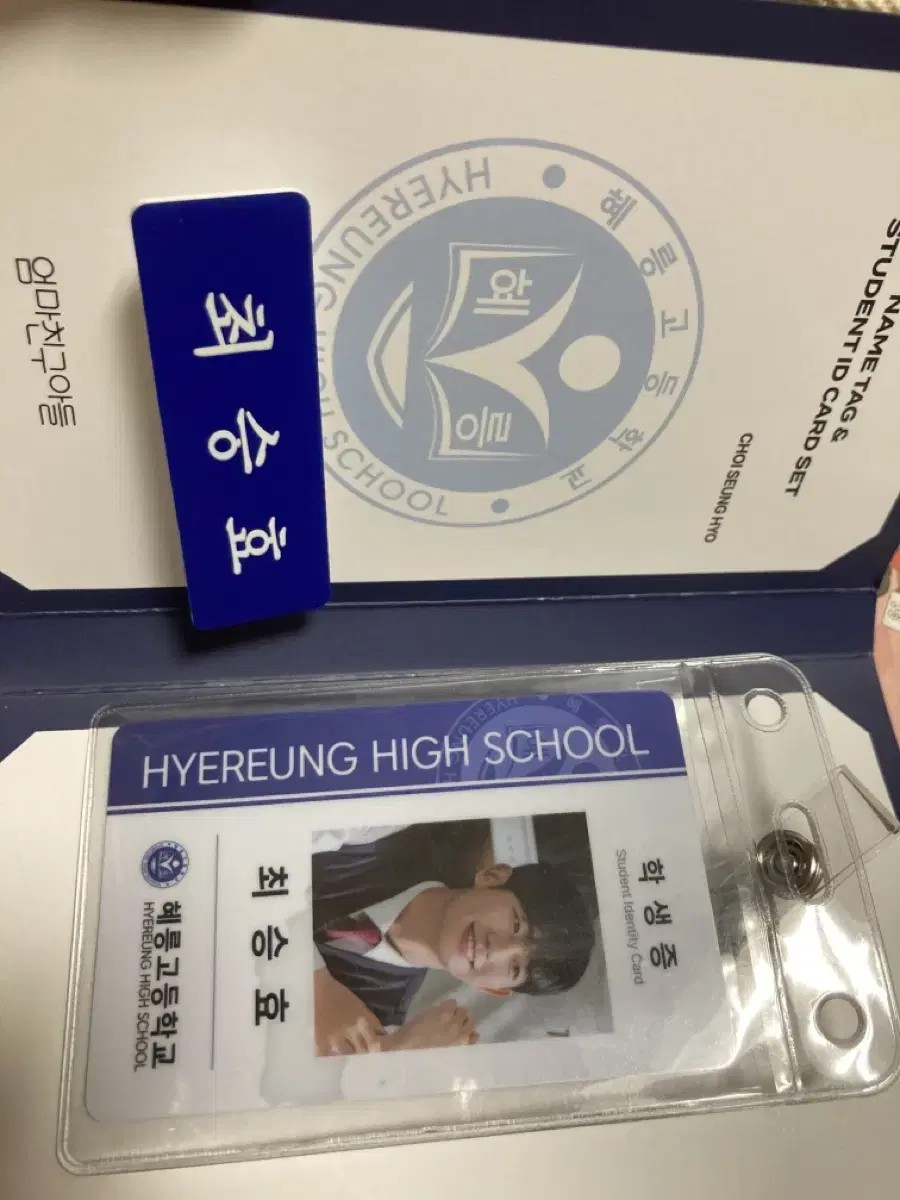 NAME TAG &
STUDENT ID CARD SET
CHOI SEUNG HYO
혜릉고등학교
HYEREUNG HIGH SCHOOL
혜릉
최승효
엄마친구아들
학생증
Student Identity Card
최승효
혜릉고등학교
HYEREUNG HIGH SCHOOL
HYEREUNG HIGH SCHOOL